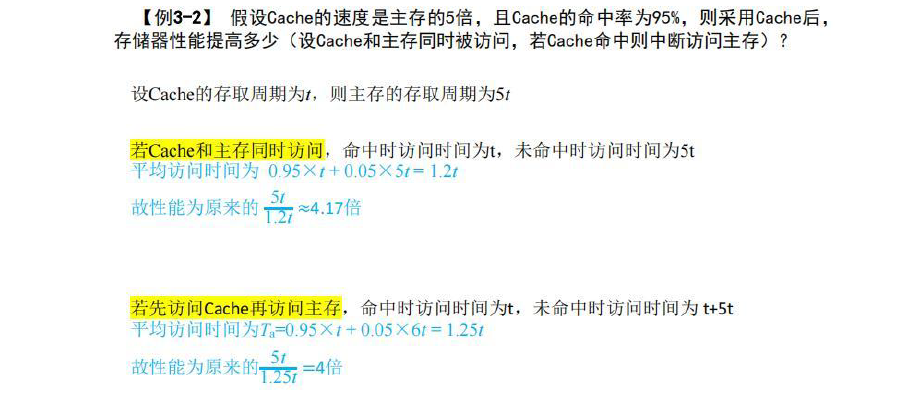 【例3-2】 假设Cache的速度是主存的5倍，且Cache的命中率为95%，则采用Cache后，
存储器性能提高多少（设Cache和主存同时被访问，若Cache命中则中断访问主存）？
设Cache的存取周期为t，则主存的存取周期为5t
若Cache和主存同时访问，命中时访问时间为t，未命中时访问时间为5t
平均访问时间为 0.95×t + 0.05×5t = 1.2t
故性能为原来的 5t/1.2t ≈4.17倍
若先访问Cache再访问主存，命中时访问时间为t，未命中时访问时间为 t+5t
平均访问时间为Ta=0.95×t + 0.05×6t = 1.25t
故性能为原来的 5t/1.25t =4倍